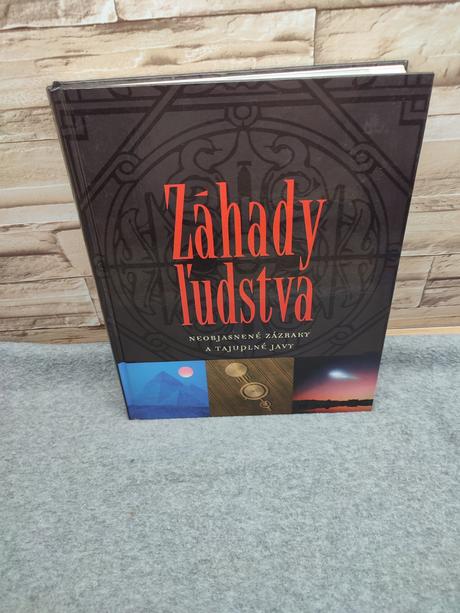 Záhady
ľudstva
NEOBJASNENÉ ZÁZRAKY
A TAJUPLNÉ JAVY